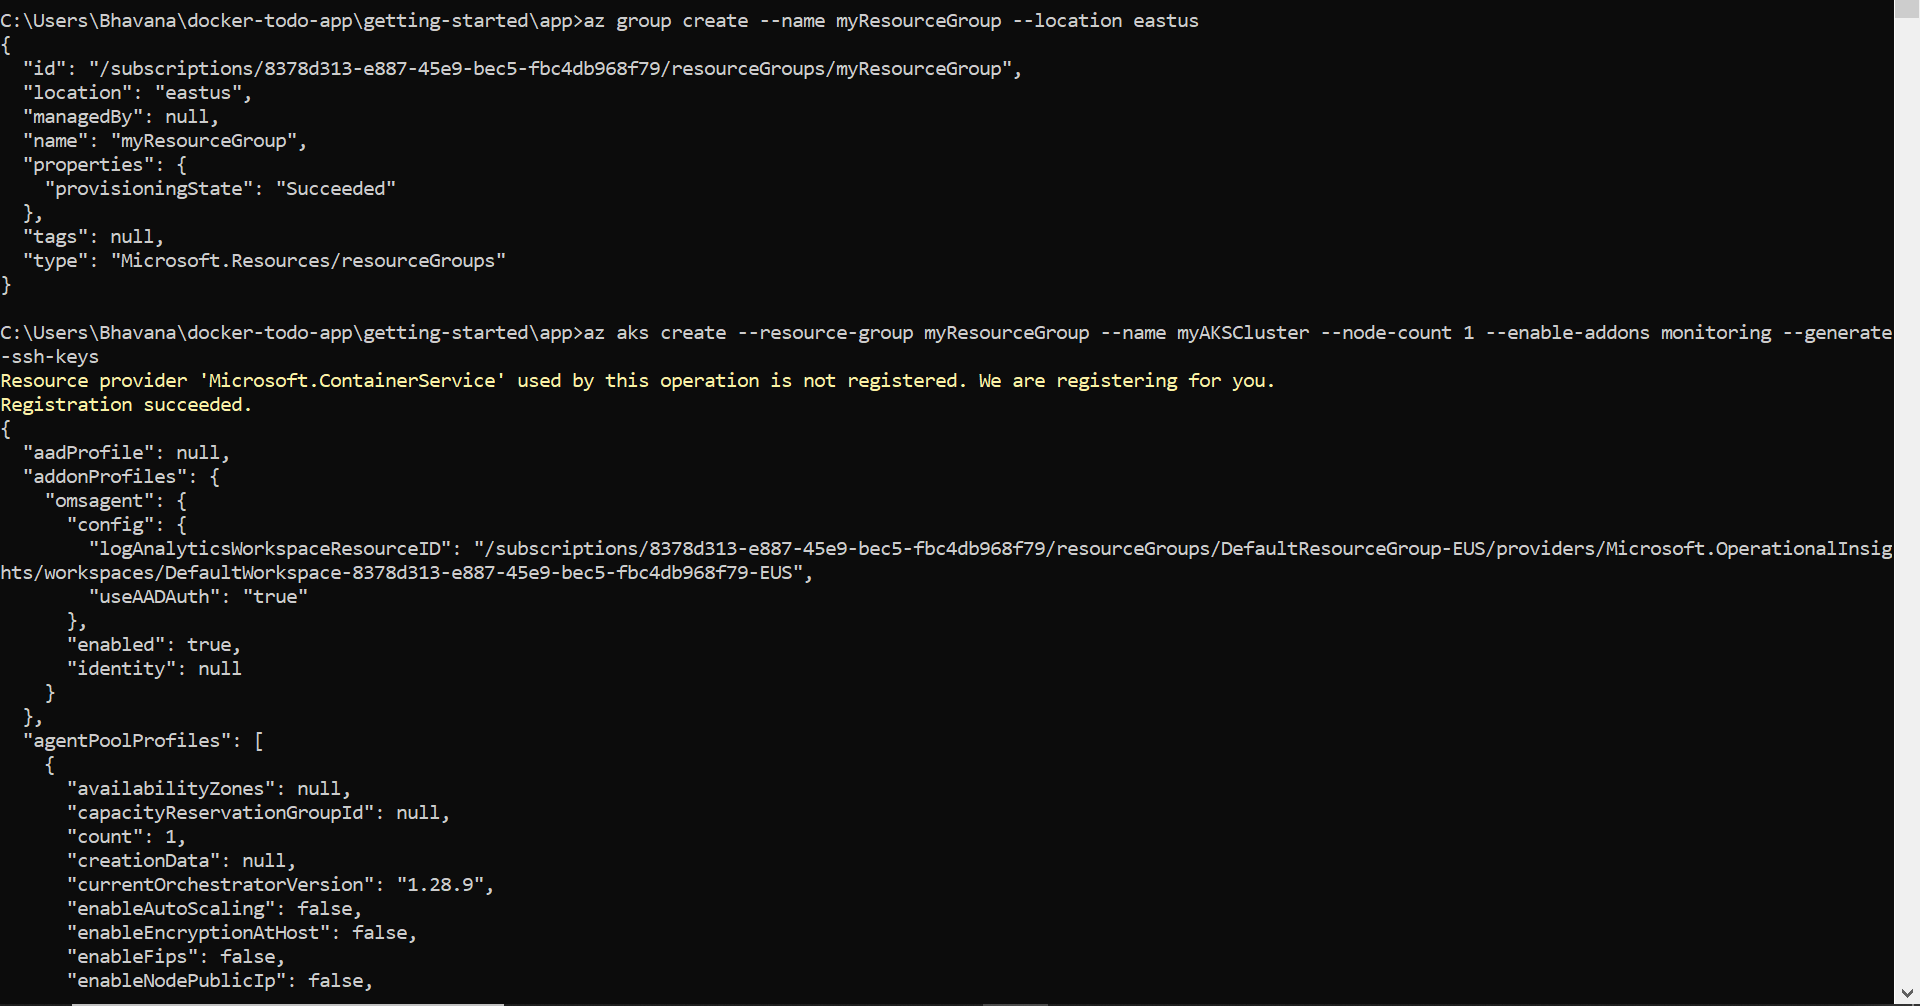 C:\Users\Bhavana\docker-todo-app\getting-started\app>az group create --name myResourceGroup --location eastus
{
  "id": "/subscriptions/8378d313-e887-45e9-bec5-fbc4db968f79/resourceGroups/myResourceGroup",
  "location": "eastus",
  "managedBy": null,
  "name": "myResourceGroup",
  "properties": {
    "provisioningState": "Succeeded"
  },
  "tags": null,
  "type": "Microsoft.Resources/resourceGroups"
}

C:\Users\Bhavana\docker-todo-app\getting-started\app>az aks create --resource-group myResourceGroup --name myAKSCluster --node-count 1 --enable-addons monitoring --generate
-ssh-keys
Resource provider 'Microsoft.ContainerService' used by this operation is not registered. We are registering for you.
Registration succeeded.
{
  "aadProfile": null,
  "addonProfiles": {
    "omsagent": {
      "config": {
        "logAnalyticsWorkspaceResourceID": "/subscriptions/8378d313-e887-45e9-bec5-fbc4db968f79/resourceGroups/DefaultResourceGroup-EUS/providers/Microsoft.OperationalInsig
hts/workspaces/DefaultWorkspace-8378d313-e887-45e9-bec5-fbc4db968f79-EUS",
        "useAADAuth": "true"
      },
      "enabled": true,
      "identity": null
    }
  },
  "agentPoolProfiles": [
    {
      "availabilityZones": null,
      "capacityReservationGroupId": null,
      "count": 1,
      "creationData": null,
      "currentOrchestratorVersion": "1.28.9",
      "enableAutoScaling": false,
      "enableEncryptionAtHost": false,
      "enableFips": false,
      "enableNodePublicIp": false,